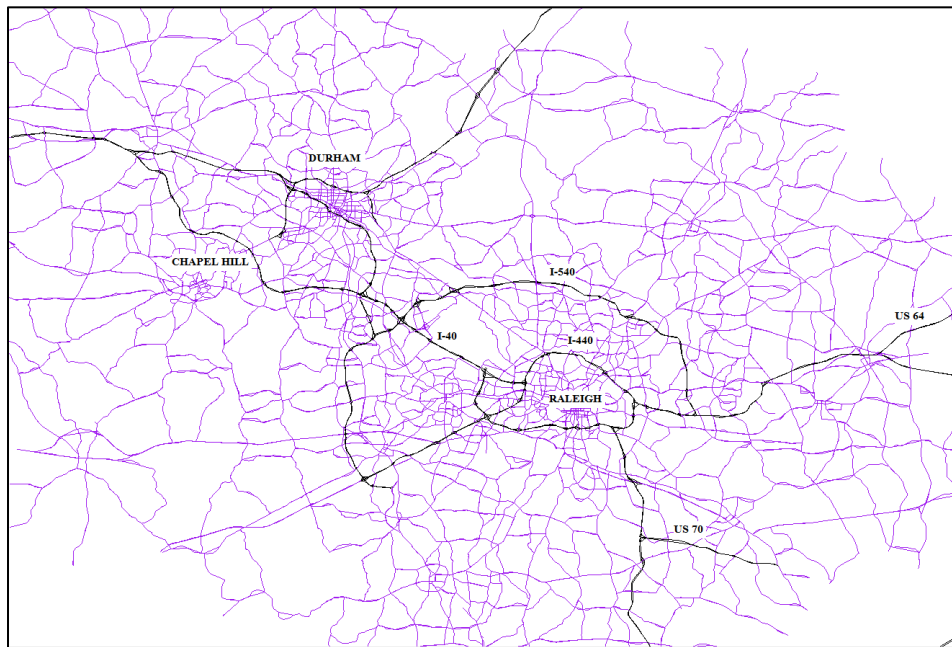 DURHAM
CHAPEL HILL
I-540
US 64
I-40
I-440
RALEIGH
US 70